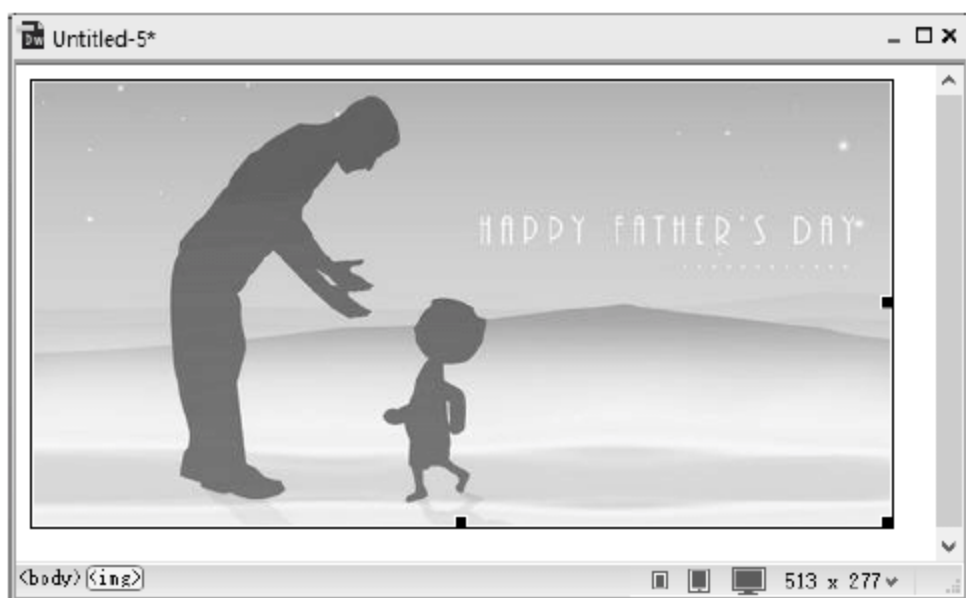 Untitled-5*
HAPPY FATHER'S DAY
<body> <img>
513 x 277